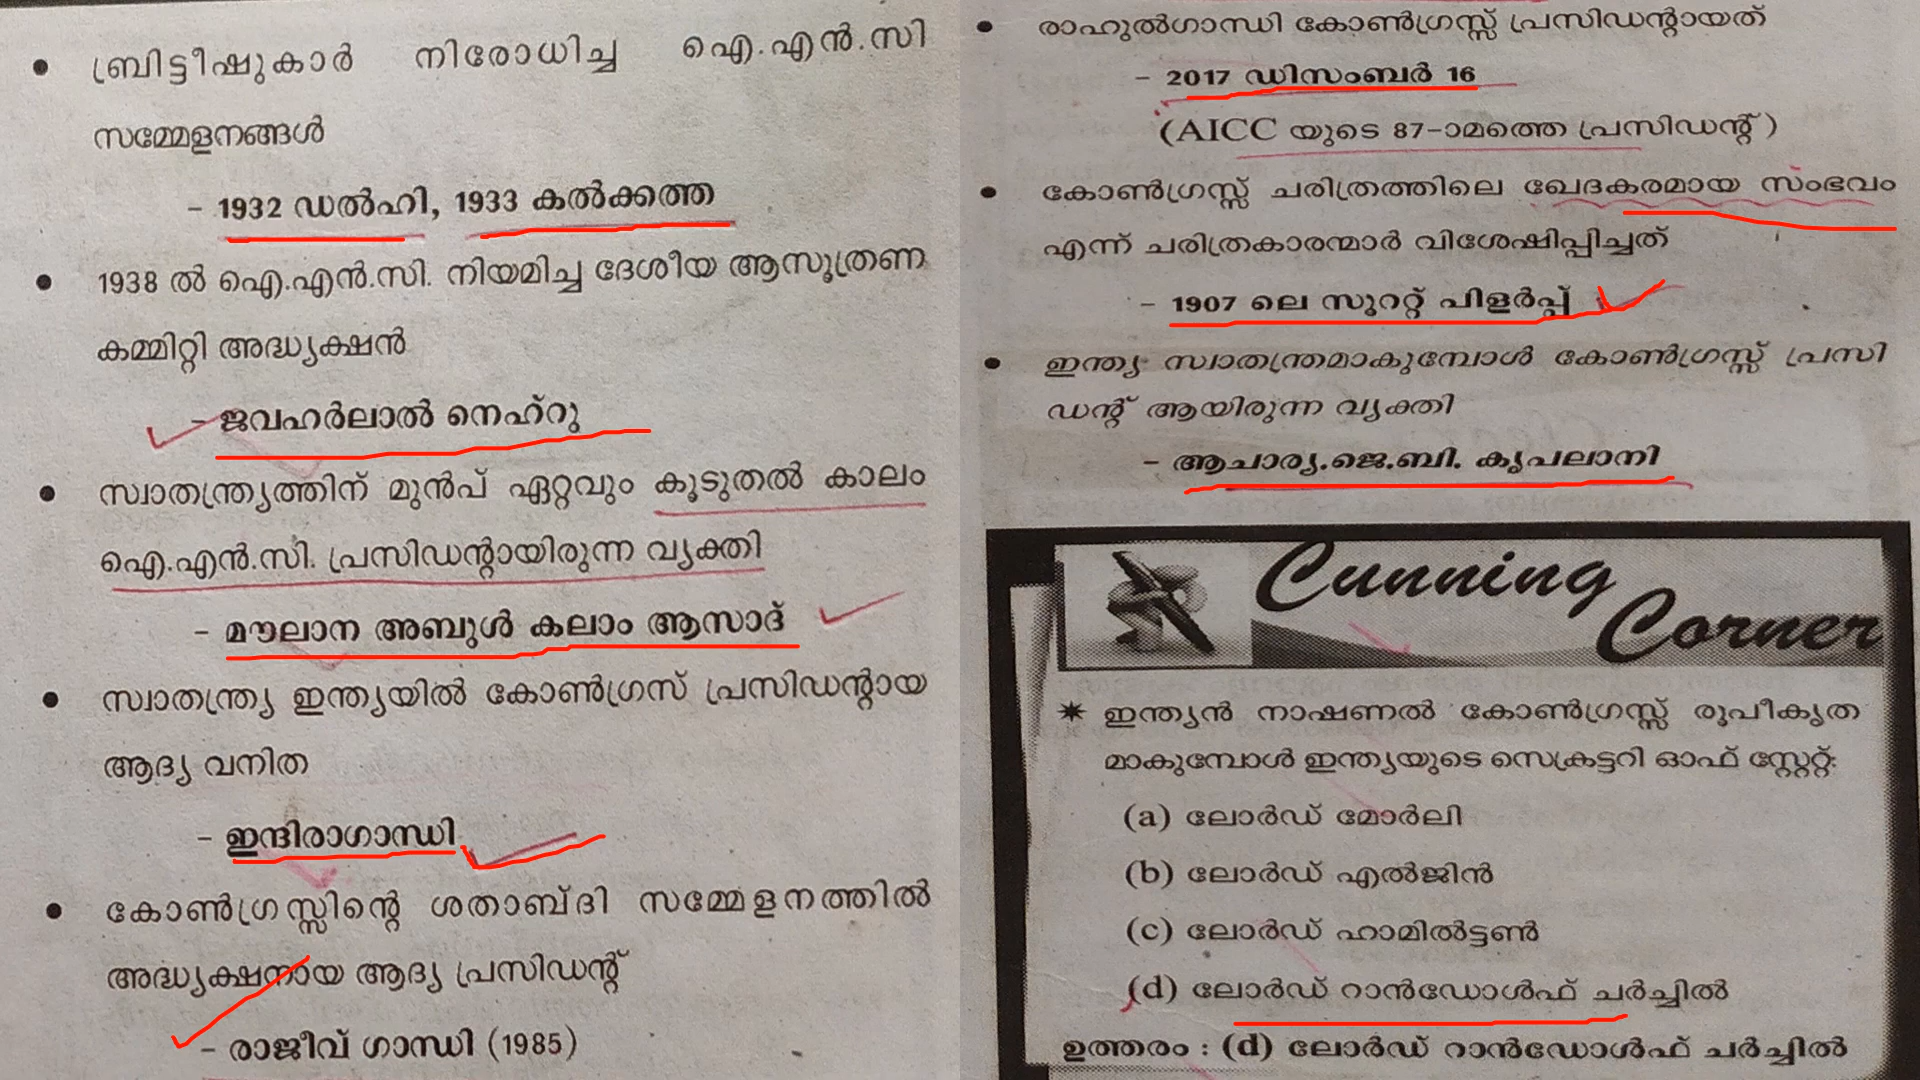 • ബ്രിട്ടീഷുകാർ നിരോധിച്ച ഐ.എൻ.സി
സമ്മേളനങ്ങൾ
– 1932 ഡൽഹി, 1933 കൽക്കത്ത
• 1938 ൽ ഐ.എൻ.സി. നിയമിച്ച ദേശീയ ആസൂത്രണ
കമ്മിറ്റി അദ്ധ്യക്ഷൻ
– ജവഹർലാൽ നെഹ്റു
• സ്വാതന്ത്ര്യത്തിന് മുൻപ് ഏറ്റവും കൂടുതൽ കാലം
ഐ.എൻ.സി. പ്രസിഡന്റായിരുന്ന വ്യക്തി
– മൗലാന അബുൾ കലാം ആസാദ്
• സ്വാതന്ത്ര്യ ഇന്ത്യയിൽ കോൺഗ്രസ് പ്രസിഡന്റായ
ആദ്യ വനിത
– ഇന്ദിരാഗാന്ധി
• കോൺഗ്രസ്സിന്റെ ശതാബ്ദി സമ്മേളനത്തിൽ
അദ്ധ്യക്ഷനായ ആദ്യ പ്രസിഡന്റ്
– രാജീവ് ഗാന്ധി (1985)
• രാഹുൽഗാന്ധി കോൺഗ്രസ്സ് പ്രസിഡന്റായത്
– 2017 ഡിസംബർ 16
(AICC യുടെ 87-ാമത്തെ പ്രസിഡന്റ്)
• കോൺഗ്രസ്സ് ചരിത്രത്തിലെ ഖേദകരമായ സംഭവം
എന്ന് ചരിത്രകാരന്മാർ വിശേഷിപ്പിച്ചത്
– 1907 ലെ സൂററ്റ് പിളർപ്പ്
• ഇന്ത്യ സ്വാതന്ത്രമാകുമ്പോൾ കോൺഗ്രസ്സ് പ്രസി
ഡന്റ് ആയിരുന്ന വ്യക്തി
– ആചാര്യ.ജെ.ബി. കൃപലാനി
Cunning
Corner
✷ ഇന്ത്യൻ നാഷണൽ കോൺഗ്രസ്സ് രൂപീകൃത
മാകുമ്പോൾ ഇന്ത്യയുടെ സെക്രട്ടറി ഓഫ് സ്റ്റേറ്റ്:
(a) ലോർഡ് മോർലി
(b) ലോർഡ് എൽജിൻ
(c) ലോർഡ് ഹാമിൽട്ടൺ
(d) ലോർഡ് റാൻഡോൾഫ് ചർച്ചിൽ
ഉത്തരം : (d) ലോർഡ് റാൻഡോൾഫ് ചർച്ചിൽ